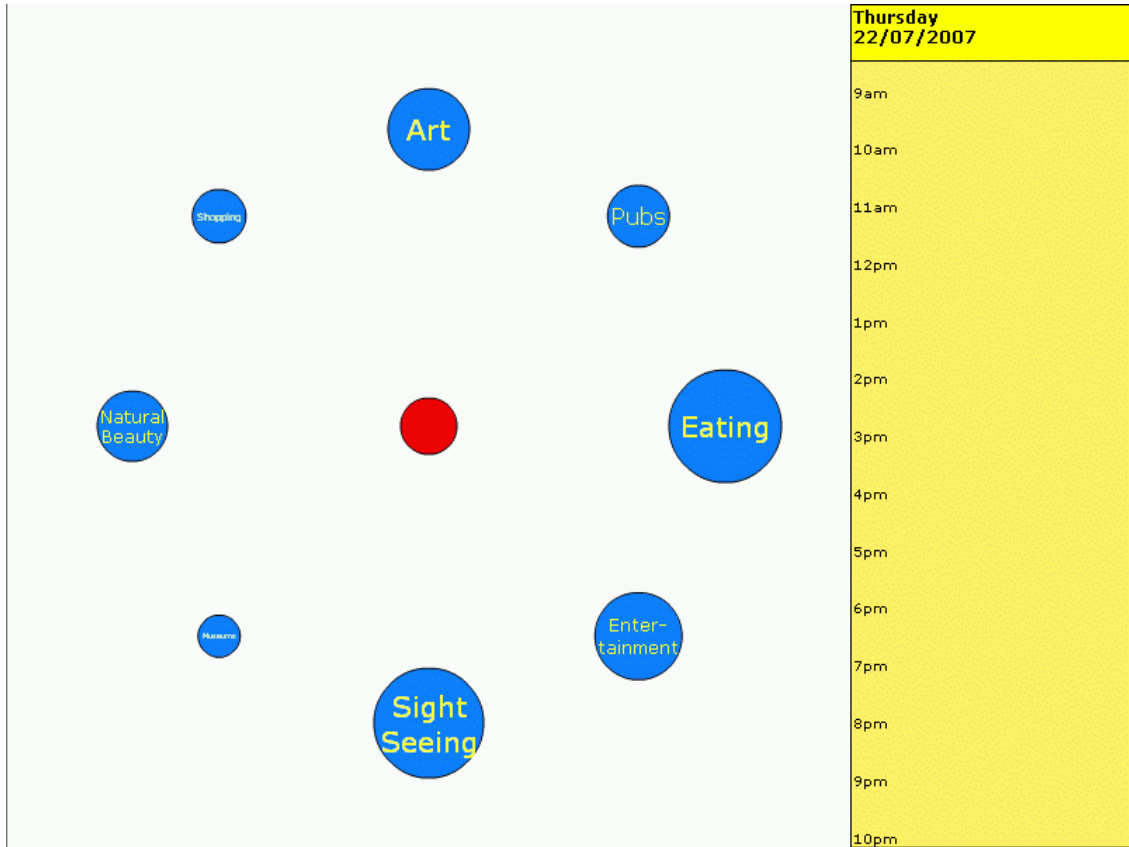 Thursday
22/07/2007
Art
Shopping
Pubs
Natural
Beauty
Eating
Enter-
tainment
Museums
Sight
Seeing
9am
10am
11am
12pm
1pm
2pm
3pm
4pm
5pm
6pm
7pm
8pm
9pm
10pm